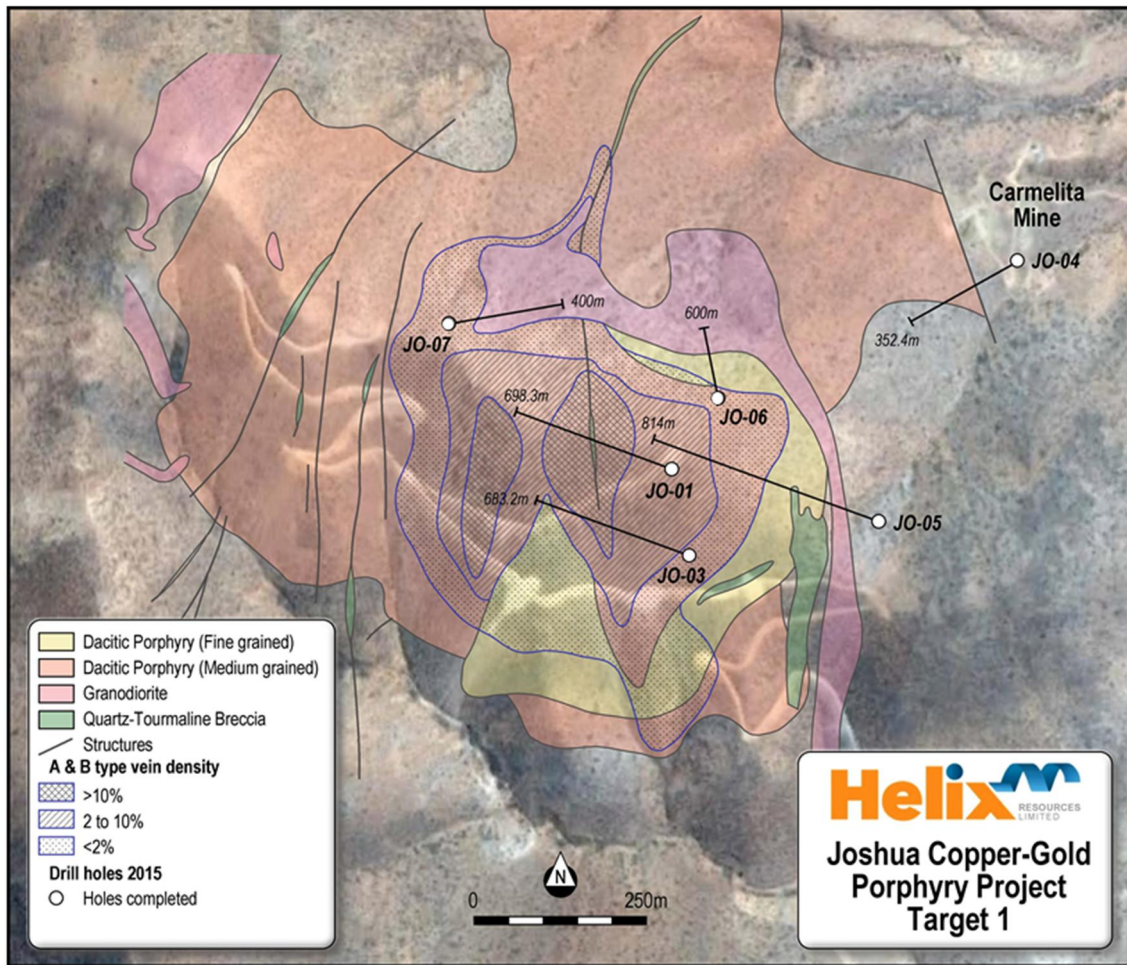 Carmelita
Mine
JO-04
352.4m
400m
600m
JO-07
698.3m
JO-06
814m
JO-01
683.2m
JO-05
JO-03
Dacitic Porphyry (Fine grained)
Dacitic Porphyry (Medium grained)
Granodiorite
Quartz-Tourmaline Breccia
Structures
A & B type vein density
>10%
2 to 10%
<2%
Drill holes 2015
Holes completed
N
0 250m
Helix
RESOURCES
LIMITED
Joshua Copper-Gold
Porphyry Project
Target 1